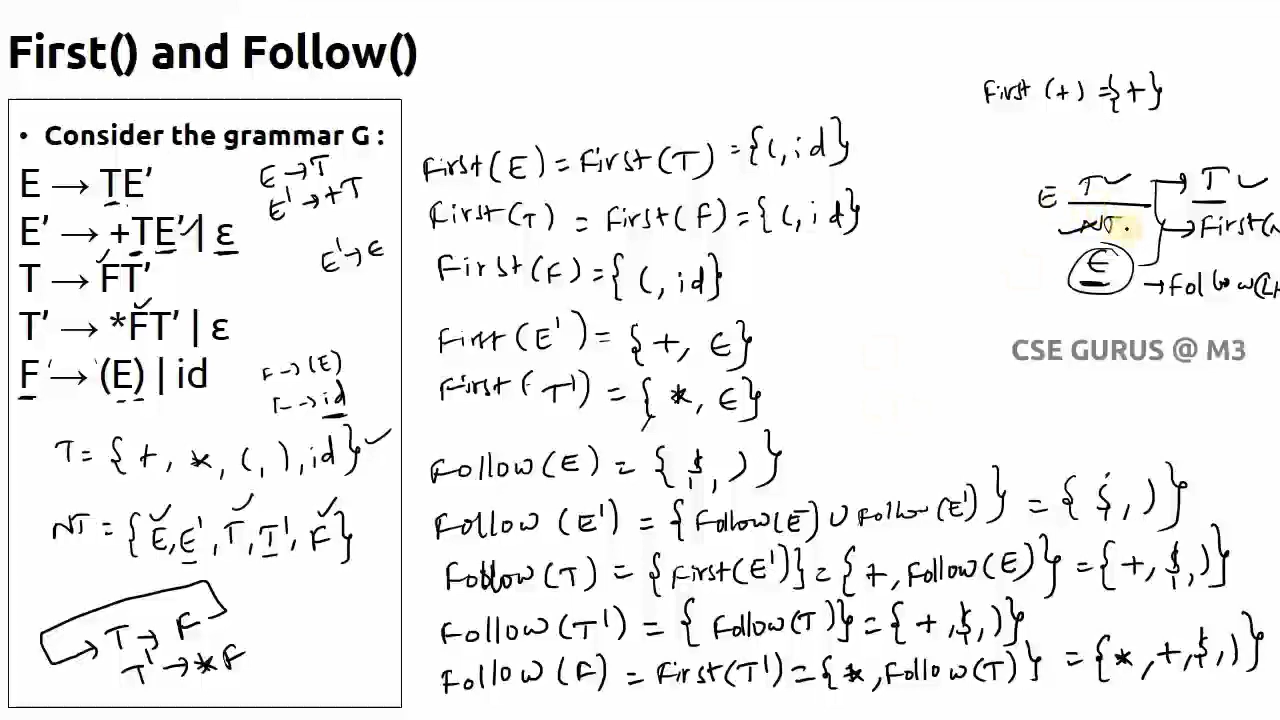 First() and Follow()
• Consider the grammar G :
E → TE′
E′ → +TE′ | ε
T → FT′
T′ → *FT′ | ε
F → (E) | id
E → T
E' → +T
E' → ε
F → (E)
→ id
T = { +, *, (, ), id}
NT = {E, E', T, T', F}
T → F
T' → *F
First(E) = First(T) = {(, id}
First(T) = First(F) = {(, id}
First(F) = {(, id}
First(E') = {+, ε}
First(T') = {*, ε}
Follow(E) = {$, )}
Follow(E') = {Follow(E) ∪ Follow(E')} = {$, )}
Follow(T) = {First(E')} = {+, Follow(E)} = {+, $, )}
Follow(T') = {Follow(T)} = {+, $, )}
Follow(F) = First(T') = {*, Follow(T)} = {*, +, $, )}
First(+) = {+}
E T → T
NT. → First(
ε → Follow(
CSE GURUS @ M3